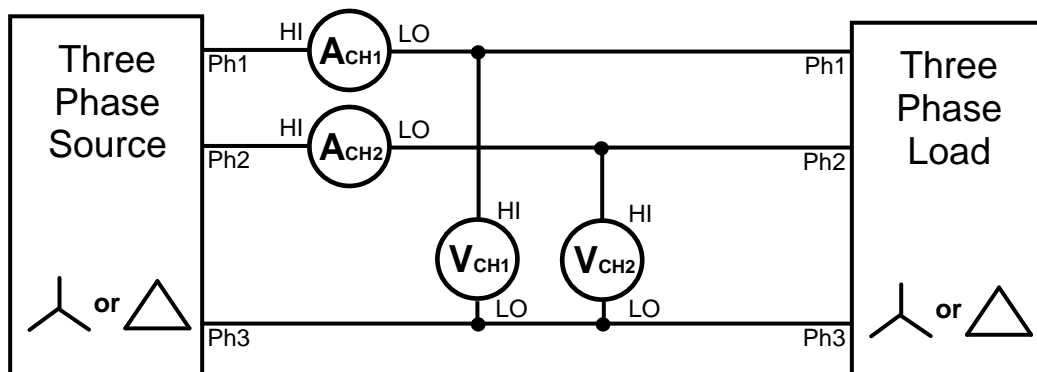 Three
Phase
Source
or
Ph1
Ph2
Ph3
HI
ACH1
LO
HI
ACH2
LO
HI
VCH1
LO
HI
VCH2
LO
Ph1
Ph2
Ph3
Three
Phase
Load
or